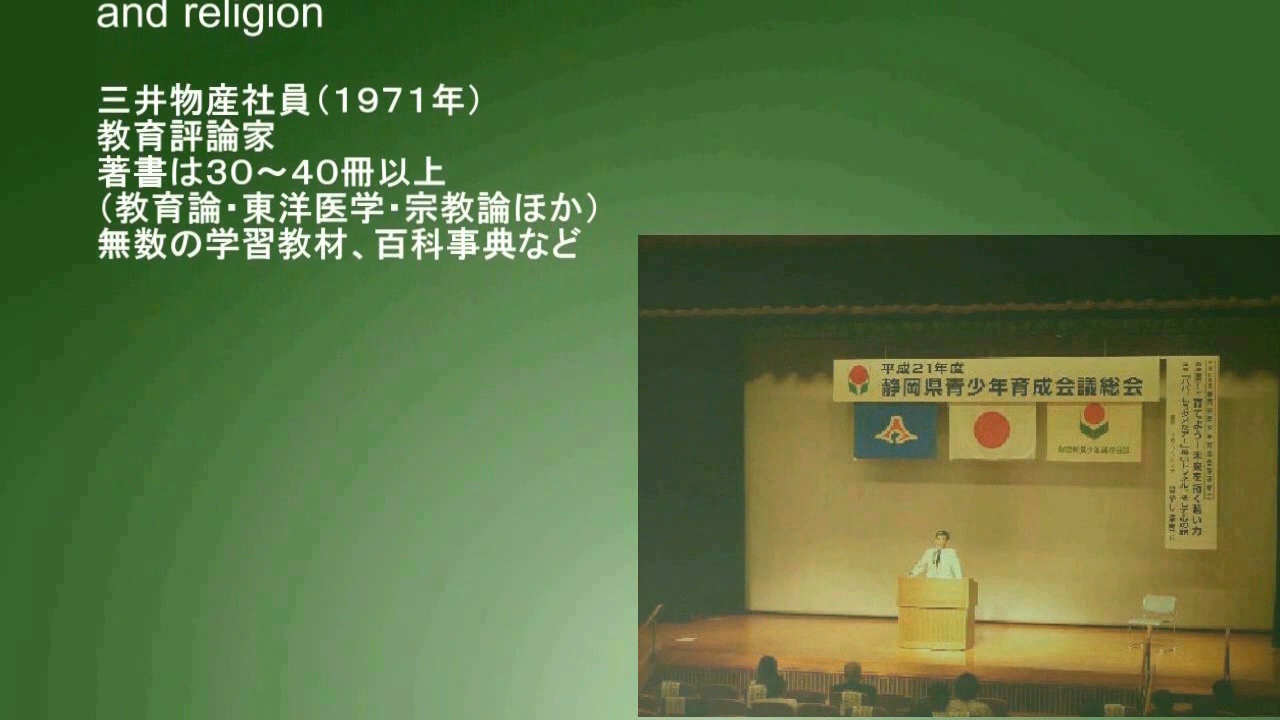 and religion
三井物産社員（1971年）
教育評論家
著書は30～40冊以上
（教育論・東洋医学・宗教論ほか）
無数の学習教材、百科事典など
平成21年度
静岡県青少年育成会議総会